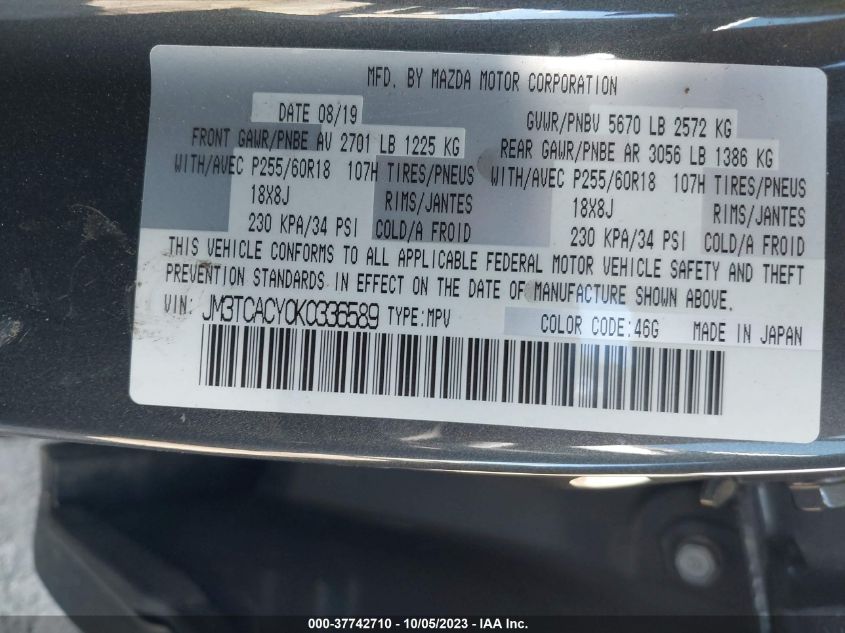 MFD. BY MAZDA MOTOR CORPORATION
DATE 08/19 GVWR/PNBV 5670 LB 2572 KG
FRONT GAWR/PNBE AV 2701 LB 1225 KG REAR GAWR/PNBE AR 3056 LB 1386 KG
WITH/AVEC P255/60R18 107H TIRES/PNEUS WITH/AVEC P255/60R18 107H TIRES/PNEUS
18X8J RIMS/JANTES 18X8J RIMS/JANTES
230 KPA/34 PSI COLD/A FROID 230 KPA/34 PSI COLD/A FROID
THIS VEHICLE CONFORMS TO ALL APPLICABLE FEDERAL MOTOR VEHICLE SAFETY AND THEFT
PREVENTION STANDARDS IN EFFECT ON THE DATE OF MANUFACTURE SHOWN ABOVE.
VIN: JM3TCACY0K0336589 TYPE:MPV COLOR CODE:46G MADE IN JAPAN
000-37742710 - 10/05/2023 - IAA Inc.